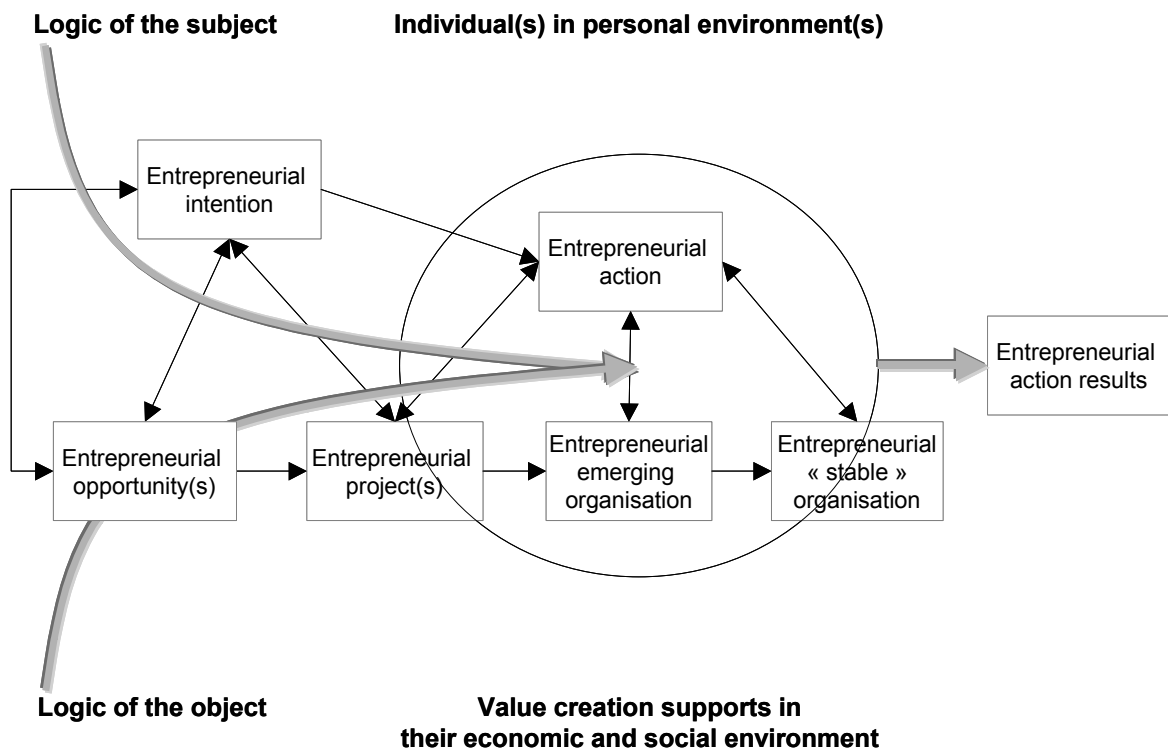 Logic of the subject
Individual(s) in personal environment(s)
Entrepreneurial
intention
Entrepreneurial
action
Entrepreneurial
action results
Entrepreneurial
opportunity(s)
Entrepreneurial
project(s)
Entrepreneurial
emerging
organisation
Entrepreneurial
« stable »
organisation
Logic of the object
Value creation supports in
their economic and social environment